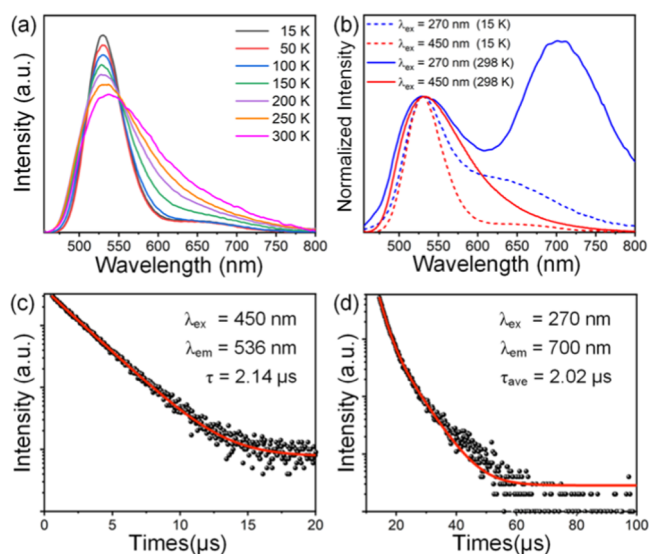 (a)
15 K
50 K
100 K
150 K
200 K
250 K
300 K
Intensity (a.u.)
500 550 600 650 700 750 800
Wavelength (nm)
(b)
λex = 270 nm (15 K)
λex = 450 nm (15 K)
λex = 270 nm (298 K)
λex = 450 nm (298 K)
Normalized Intensity
500 550 600 650 700 750 800
Wavelength (nm)
(c)
λex = 450 nm
λem = 536 nm
τ = 2.14 µs
Intensity (a.u.)
0 5 10 15 20
Times(µs)
(d)
λex = 270 nm
λem = 700 nm
τave = 2.02 µs
Intensity (a.u.)
20 40 60 80 100
Times(µs)